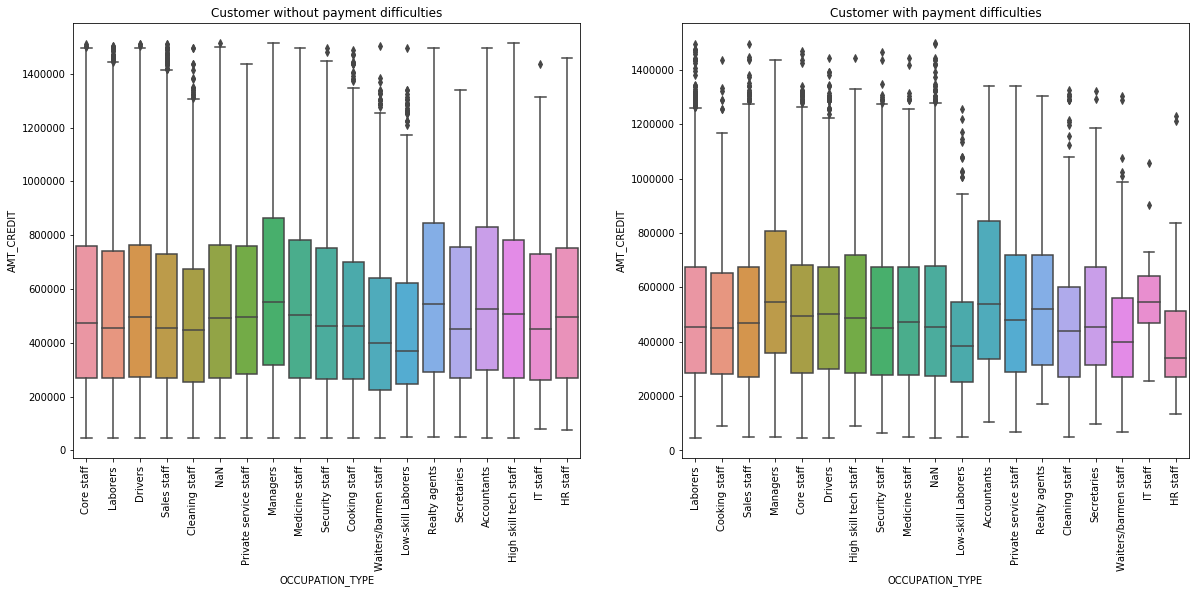 Customer without payment difficulties
1400000
1200000
1000000
800000
600000
400000
200000
0
AMT_CREDIT
Core staff
Laborers
Drivers
Sales staff
Cleaning staff
NaN
Private service staff
Managers
Medicine staff
Security staff
Cooking staff
Waiters/barmen staff
Low-skill Laborers
Realty agents
Secretaries
Accountants
High skill tech staff
IT staff
HR staff
OCCUPATION_TYPE
Customer with payment difficulties
1400000
1200000
1000000
800000
600000
400000
200000
0
AMT_CREDIT
Laborers
Cooking staff
Sales staff
Managers
Core staff
Drivers
High skill tech staff
Security staff
Medicine staff
NaN
Low-skill Laborers
Accountants
Private service staff
Realty agents
Cleaning staff
Secretaries
Waiters/barmen staff
IT staff
HR staff
OCCUPATION_TYPE